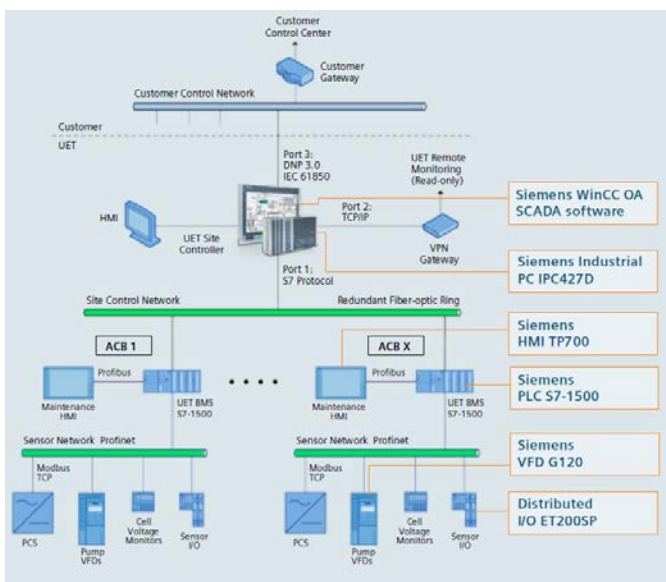 Customer
Control Center
Customer
Gateway
Customer Control Network
Customer
UET
Port 3:
DNP 3.0
IEC 61850
UET Remote
Monitoring
(Read-only)
HMI
UET Site
Controller
Port 2:
TCP/IP
VPN
Gateway
Siemens WinCC OA
SCADA software
Port 1:
S7 Protocol
Siemens Industrial
PC IPC427D
Site Control Network
Redundant Fiber-optic Ring
ACB 1
ACB X
Siemens
HMI TP700
Profibus
Maintenance
HMI
UET BMS
S7-1500
Profibus
Maintenance
HMI
UET BMS
S7-1500
Siemens
PLC S7-1500
Sensor Network Profinet
Sensor Network Profinet
Siemens
VFD G120
Modbus
TCP
PCS
Pump
VFDs
Cell
Voltage
Monitors
Sensor
I/O
Modbus
TCP
PCS
Pump
VFDs
Cell
Voltage
Monitors
Sensor
I/O
Distributed
I/O ET200SP